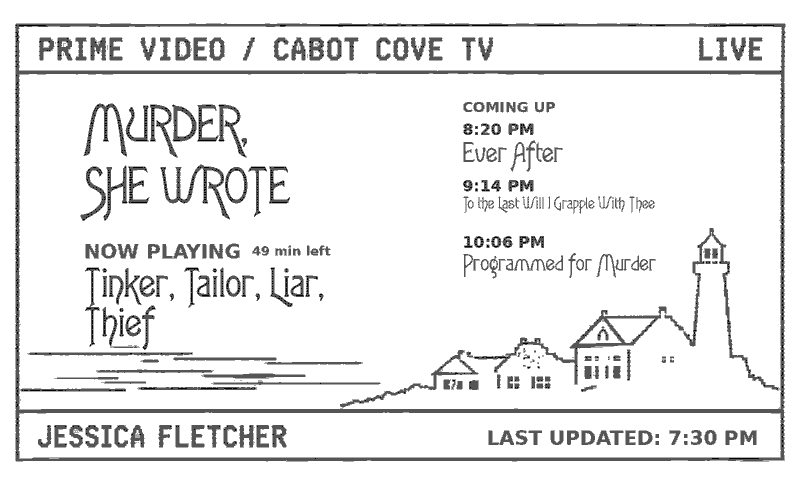 PRIME VIDEO / CABOT COVE TV
LIVE
MURDER,
SHE WROTE
NOW PLAYING 49 min left
Tinker, Tailor, Liar,
Thief
COMING UP
8:20 PM
Ever After
9:14 PM
To the Last Will I Grapple With Thee
10:06 PM
Programmed for Murder
JESSICA FLETCHER
LAST UPDATED: 7:30 PM